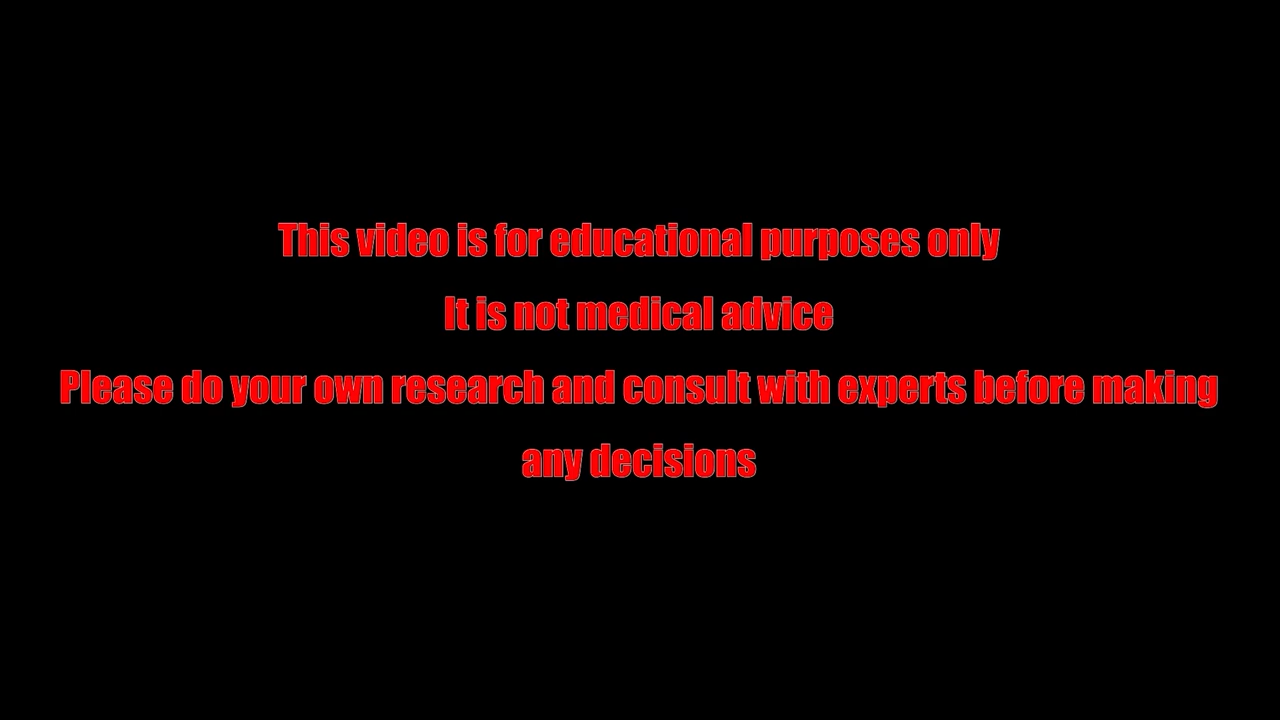 This video is for educational purposes only
It is not medical advice
Please do your own research and consult with experts before making
any decisions